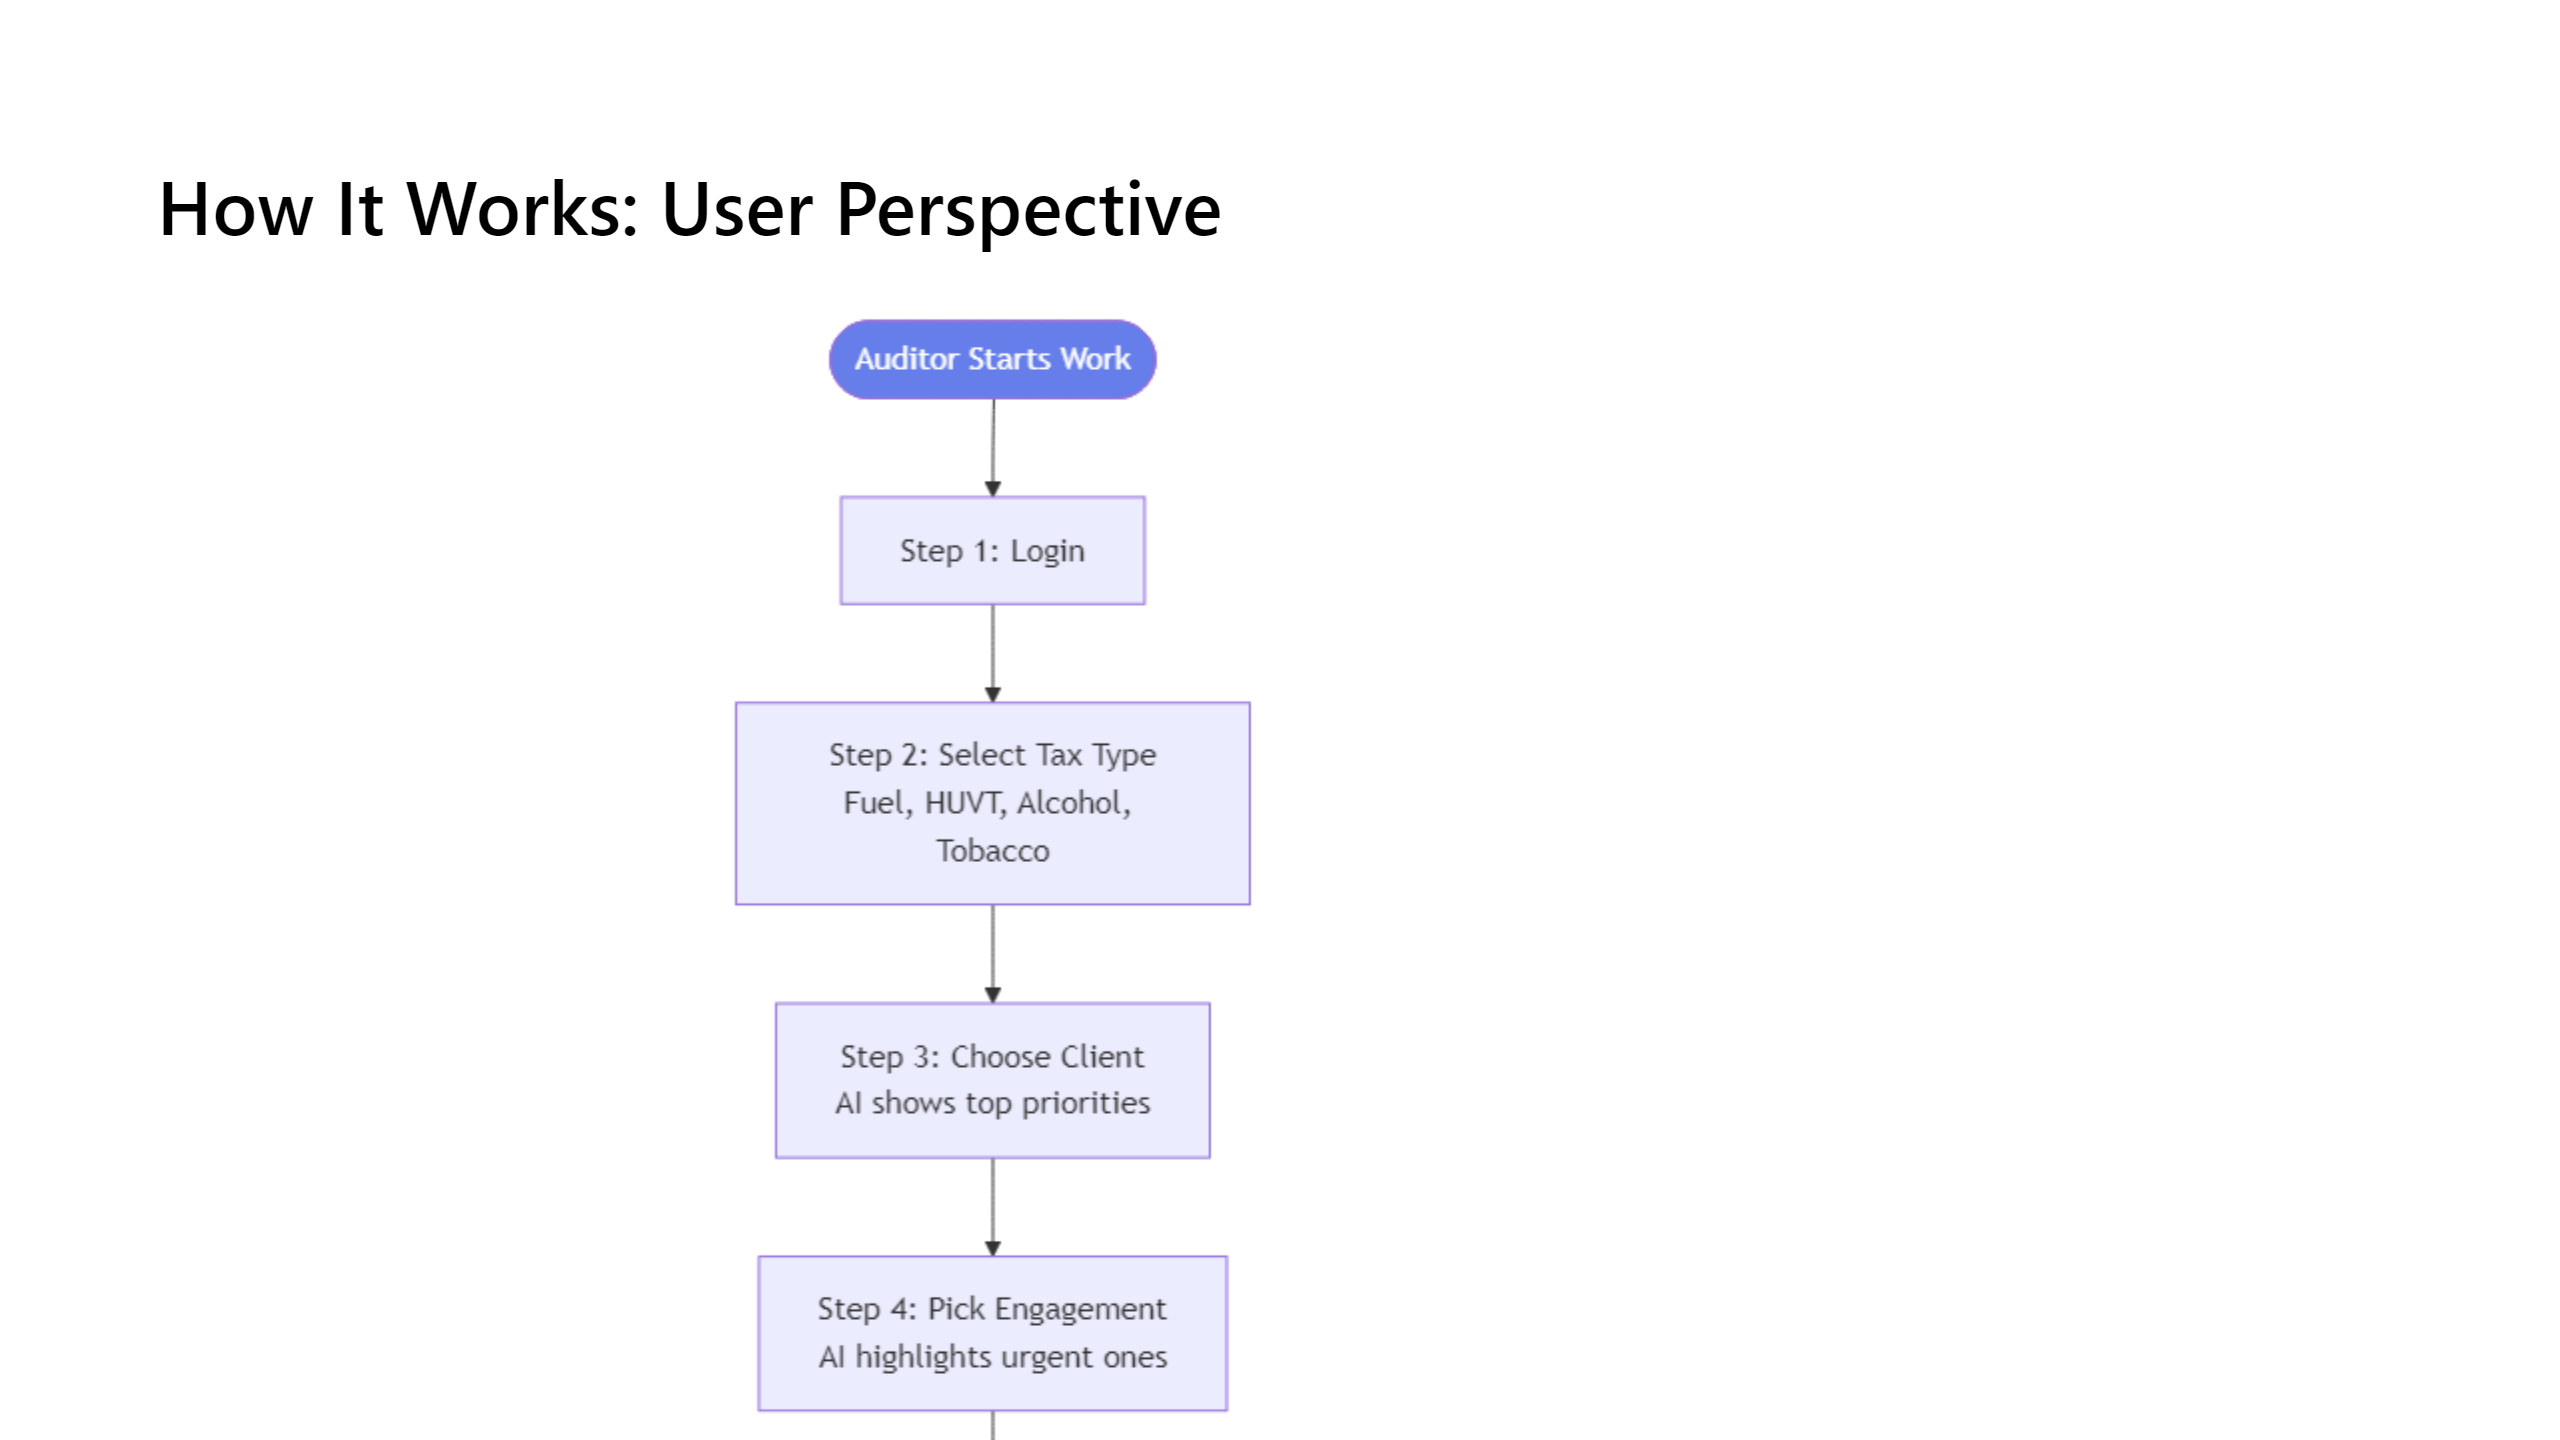 How It Works: User Perspective
Auditor Starts Work
Step 1: Login
Step 2: Select Tax Type
Fuel, HUVT, Alcohol,
Tobacco
Step 3: Choose Client
AI shows top priorities
Step 4: Pick Engagement
AI highlights urgent ones